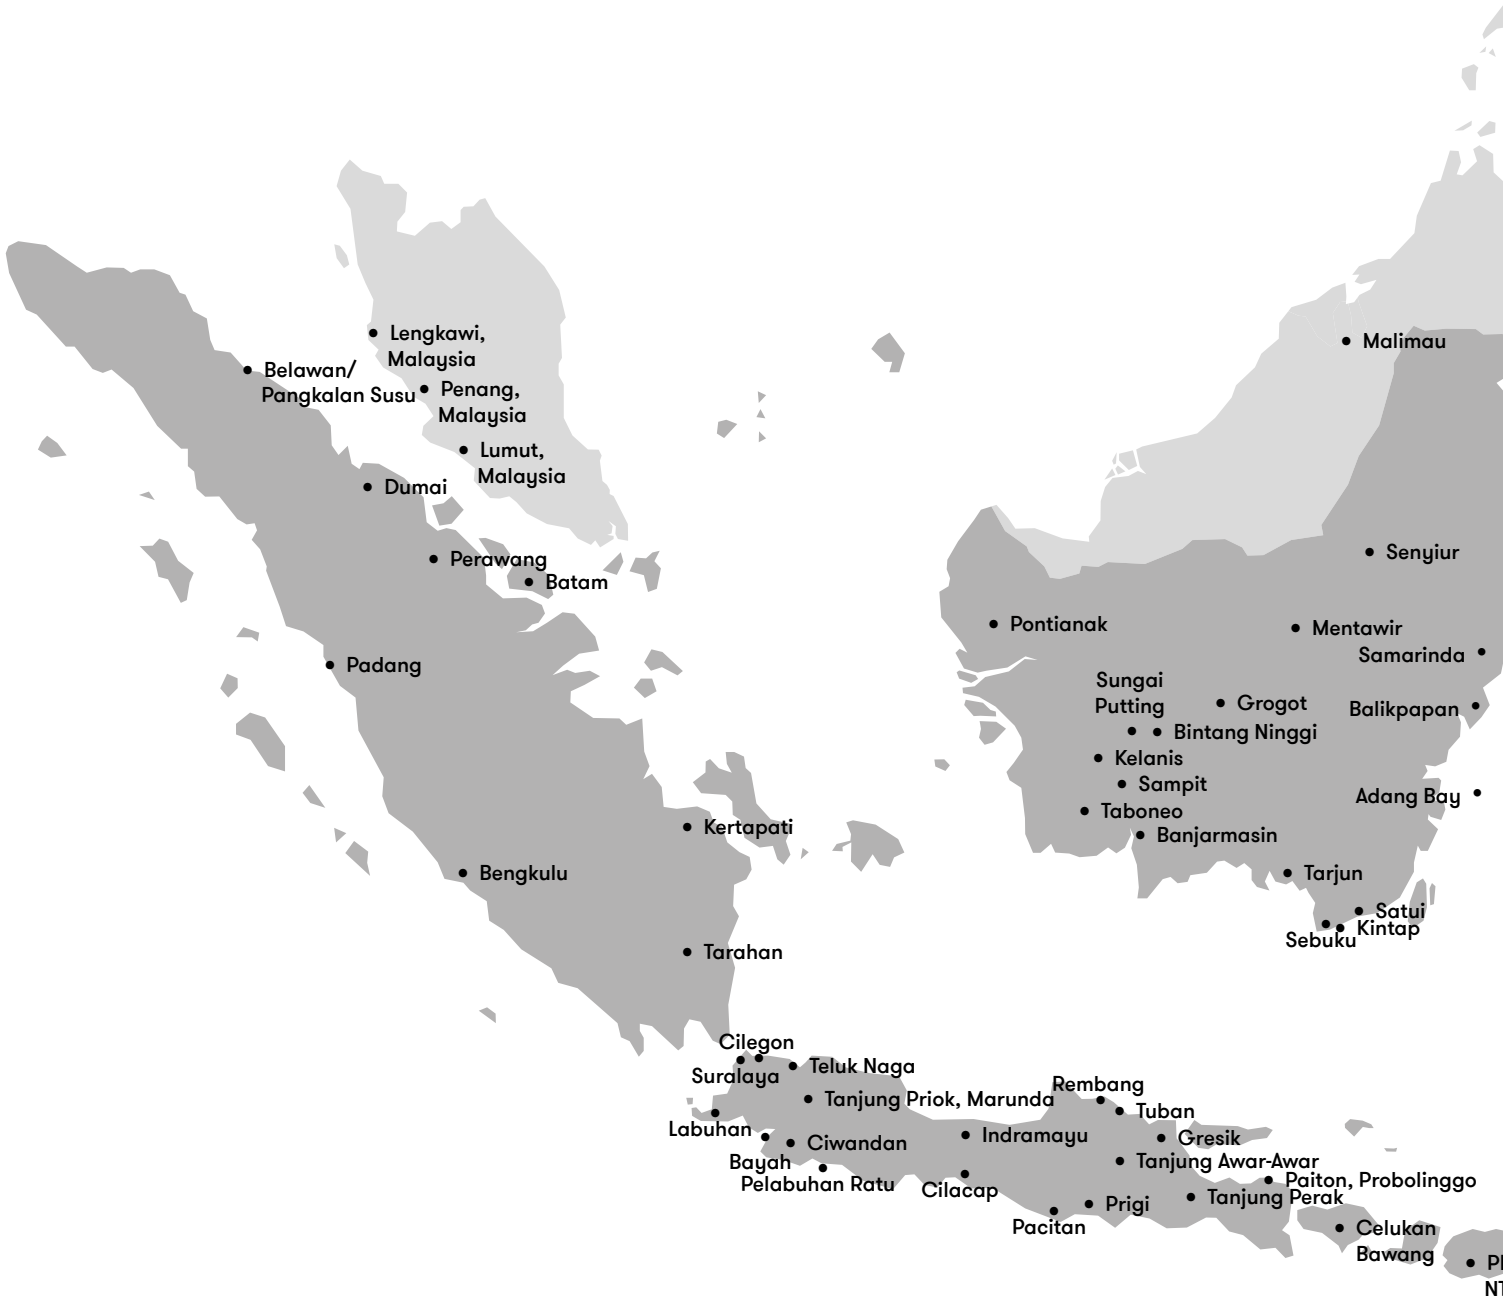 Lengkawi,
Malaysia
Malimau
Belawan/
Pangkalan Susu
Penang,
Malaysia
Lumut,
Malaysia
Dumai
Perawang
Senyiur
Batam
Pontianak
Mentawir
Samarinda
Padang
Sungai
Putting
Grogot
Balikpapan
Bintang Ninggi
Kelanis
Sampit
Adang Bay
Taboneo
Kertapati
Banjarmasin
Bengkulu
Tarjun
Satui
Kintap
Sebuku
Tarahan
Cilegon
Teluk Naga
Suralaya
Rembang
Tanjung Priok, Marunda
Tuban
Labuhan
Indramayu
Gresik
Ciwandan
Bayah
Tanjung Awar-Awar
Pelabuhan Ratu
Paiton, Probolinggo
Cilacap
Tanjung Perak
Prigi
Pacitan
Celukan
Bawang